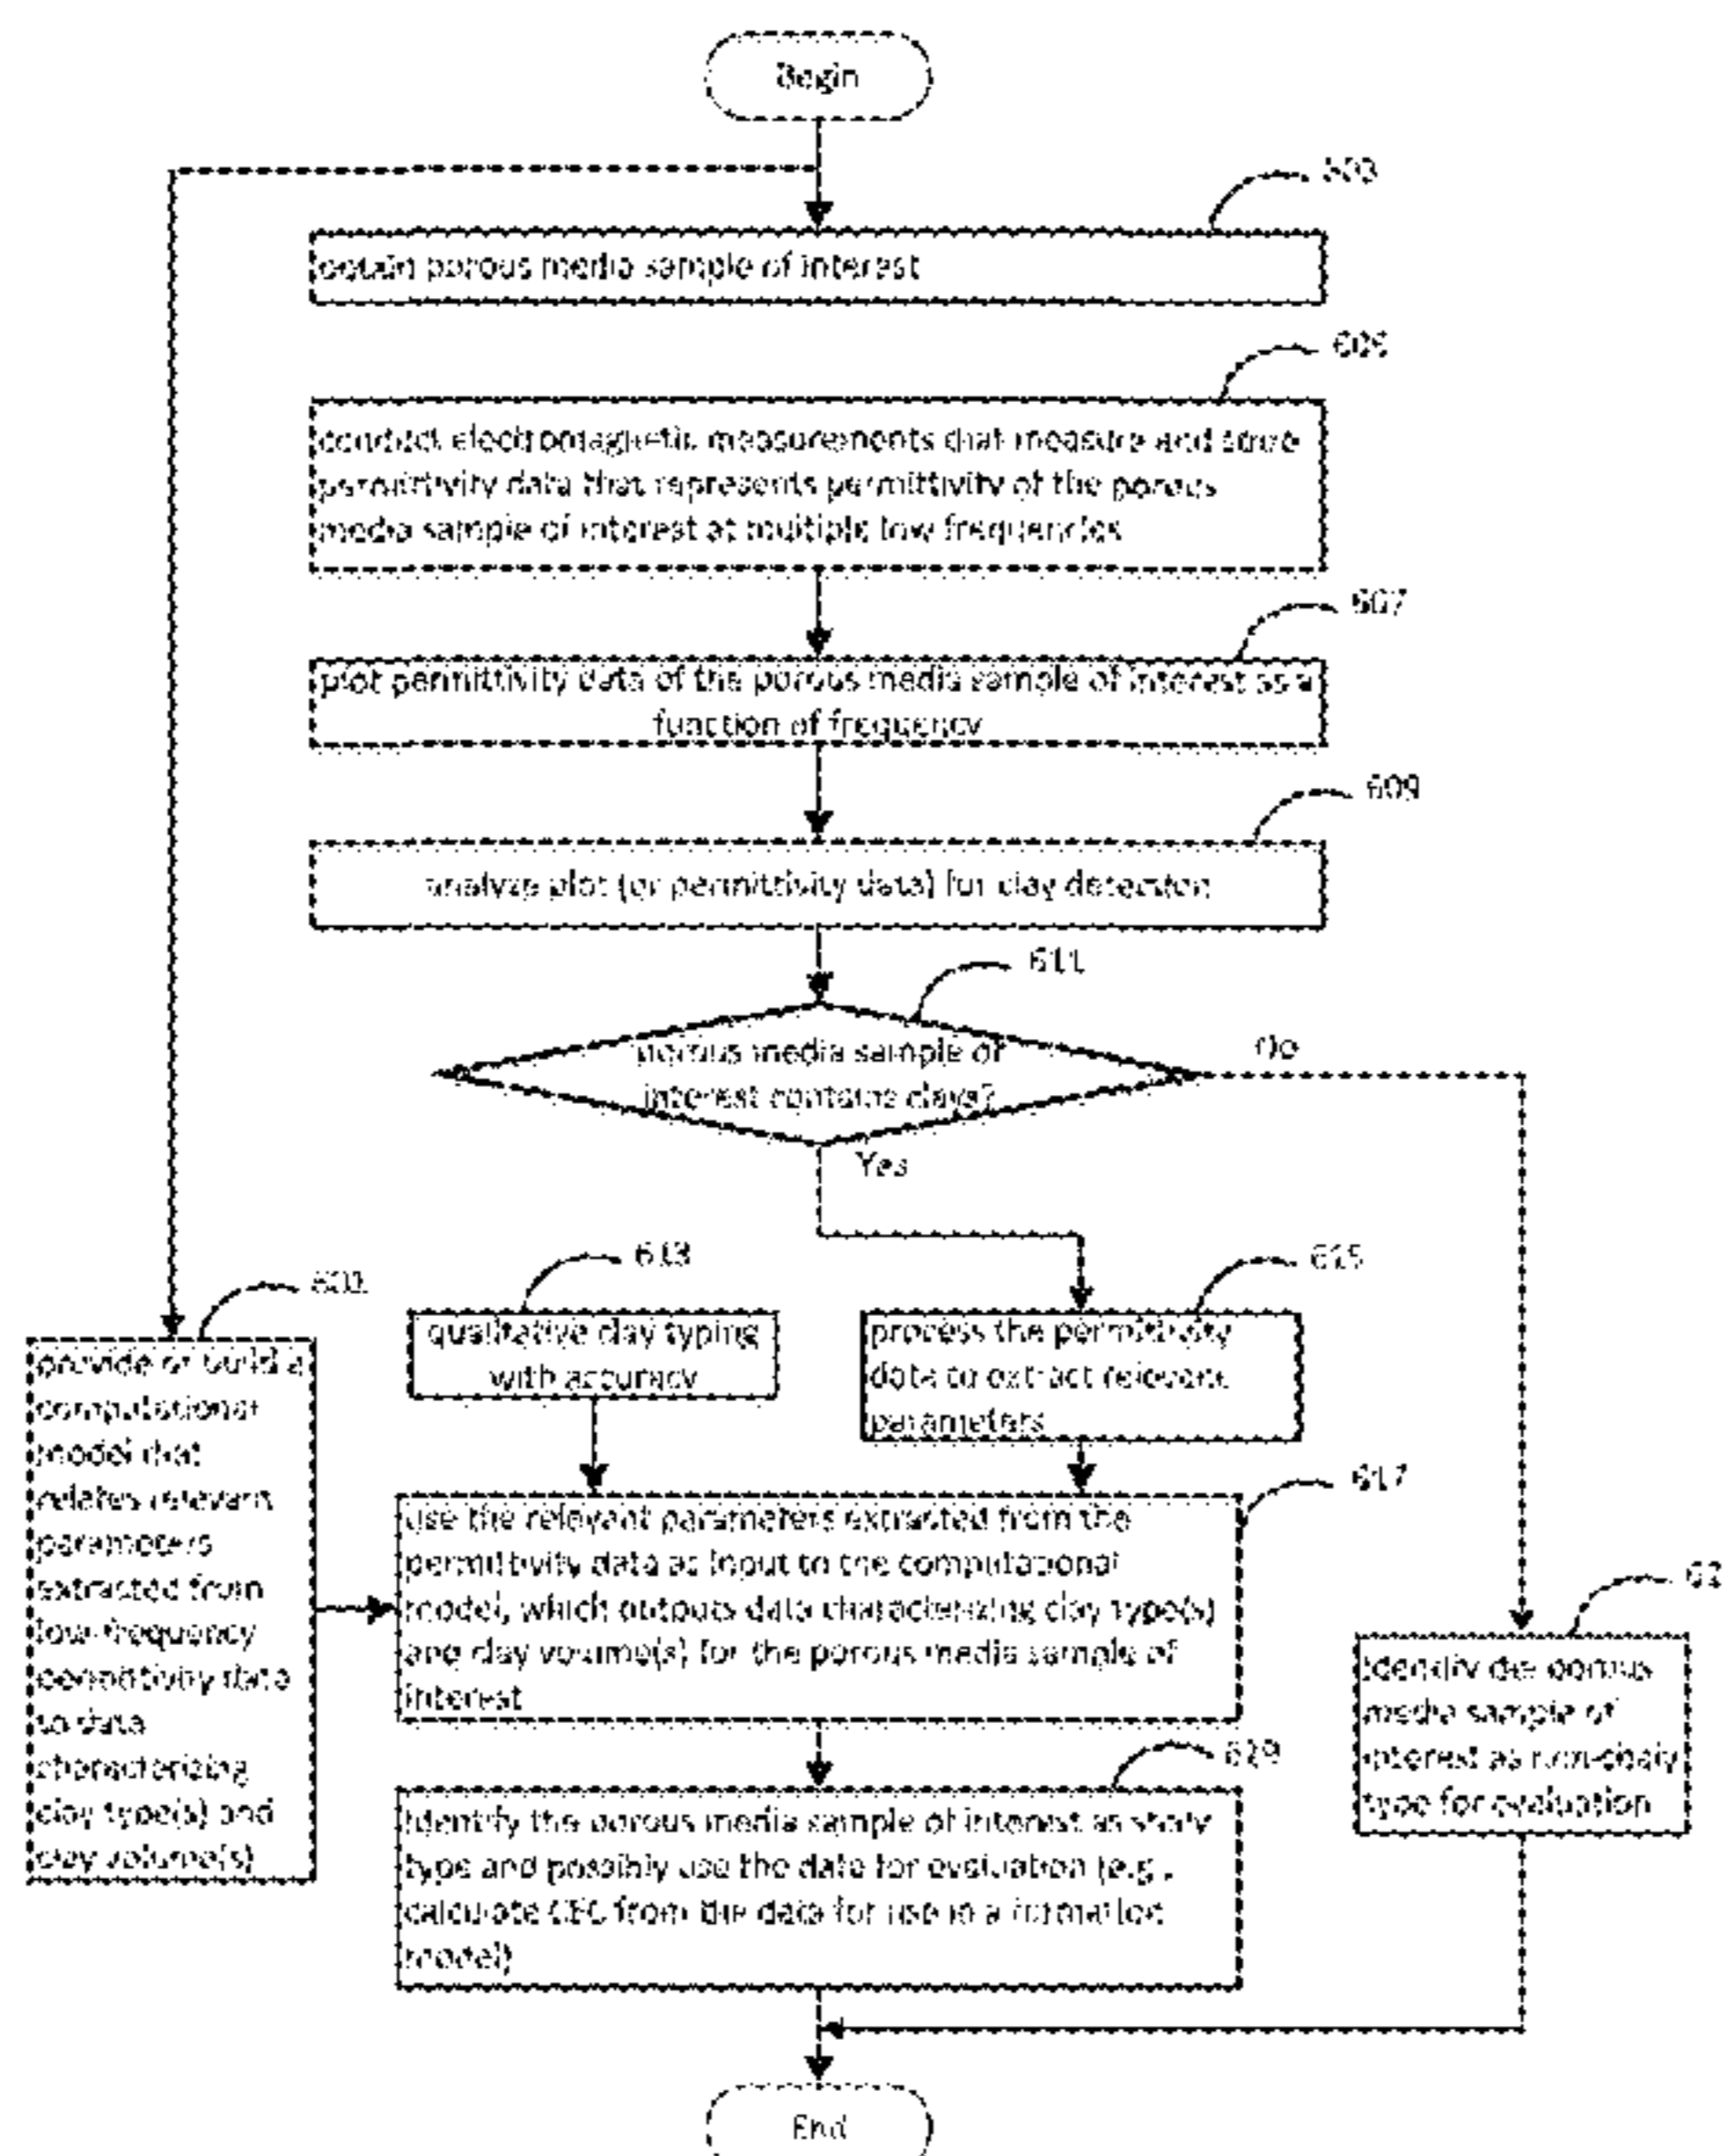 Begin
603
obtain porous media sample of interest
605
conduct electromagnetic measurements that measure and store
permittivity data that represents permittivity of the porous
media sample of interest at multiple low frequencies
607
plot permittivity data of the porous media sample of interest as a
function of frequency
609
analyze plot (or permittivity data) for clay detection
611
porous media sample of
interest contains clays?
No
Yes
613
615
601
qualitative clay typing
with accuracy
process the permittivity
data to extract relevant
parameters
provide or build a
computational
model that
relates relevant
parameters
extracted from
low-frequency
permittivity data
to data
characterizing
clay type(s) and
clay volume(s)
617
use the relevant parameters extracted from the
permittivity data as input to the computational
model, which outputs data characterizing clay type(s)
and clay volume(s) for the porous media sample of
interest
62
identify the porous
media sample of
interest as non-shaly
type for evaluation
619
identify the porous media sample of interest as shaly
type and possibly use the data for evaluation (e.g.,
calculate CEC from the data for use in a formation
model)
End